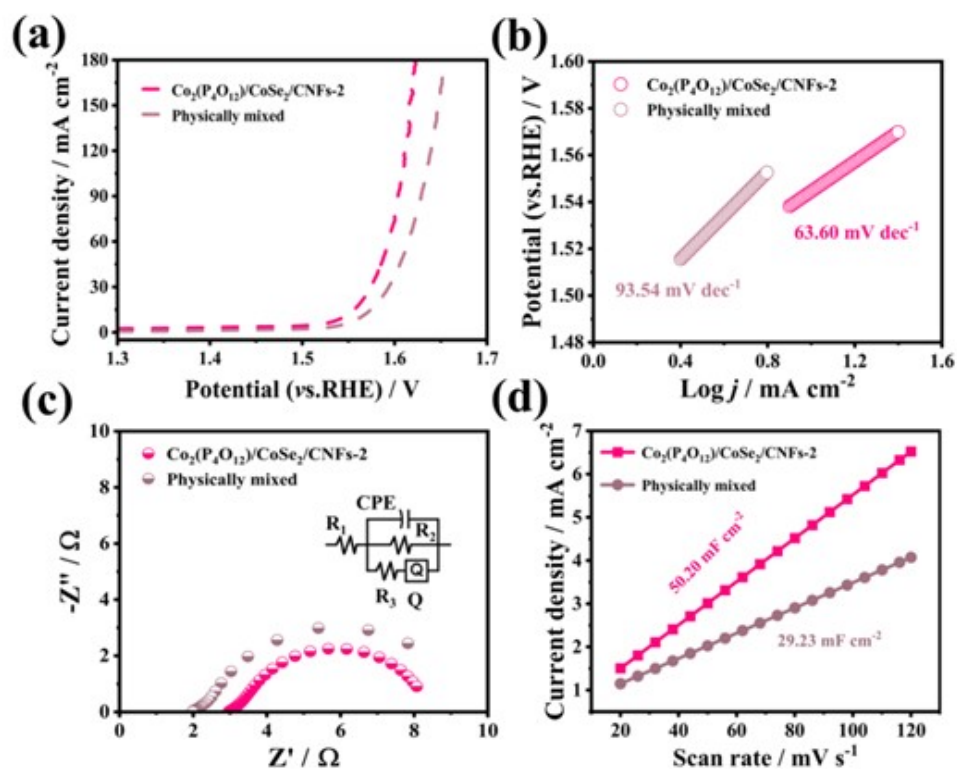 (a)
Co₂(P₄O₁₂)/CoSe₂/CNFs-2
Physically mixed
Current density / mA cm⁻²
180
150
120
90
60
30
0
1.3 1.4 1.5 1.6 1.7
Potential (vs.RHE) / V
(b)
Co₂(P₄O₁₂)/CoSe₂/CNFs-2
Physically mixed
Potential (vs.RHE) / V
1.60
1.58
1.56
1.54
1.52
1.50
1.48
63.60 mV dec⁻¹
93.54 mV dec⁻¹
0.0 0.4 0.8 1.2 1.6
Log j / mA cm⁻²
(c)
Co₂(P₄O₁₂)/CoSe₂/CNFs-2
Physically mixed
-Z'' / Ω
10
8
6
4
2
0
CPE
R₁
R₂
Q
R₃ Q
0 2 4 6 8 10
Z' / Ω
(d)
Co₂(P₄O₁₂)/CoSe₂/CNFs-2
Physically mixed
Current density / mA cm⁻²
7
6
5
4
3
2
1
50.20 mF cm⁻²
29.23 mF cm⁻²
20 40 60 80 100 120
Scan rate / mV s⁻¹